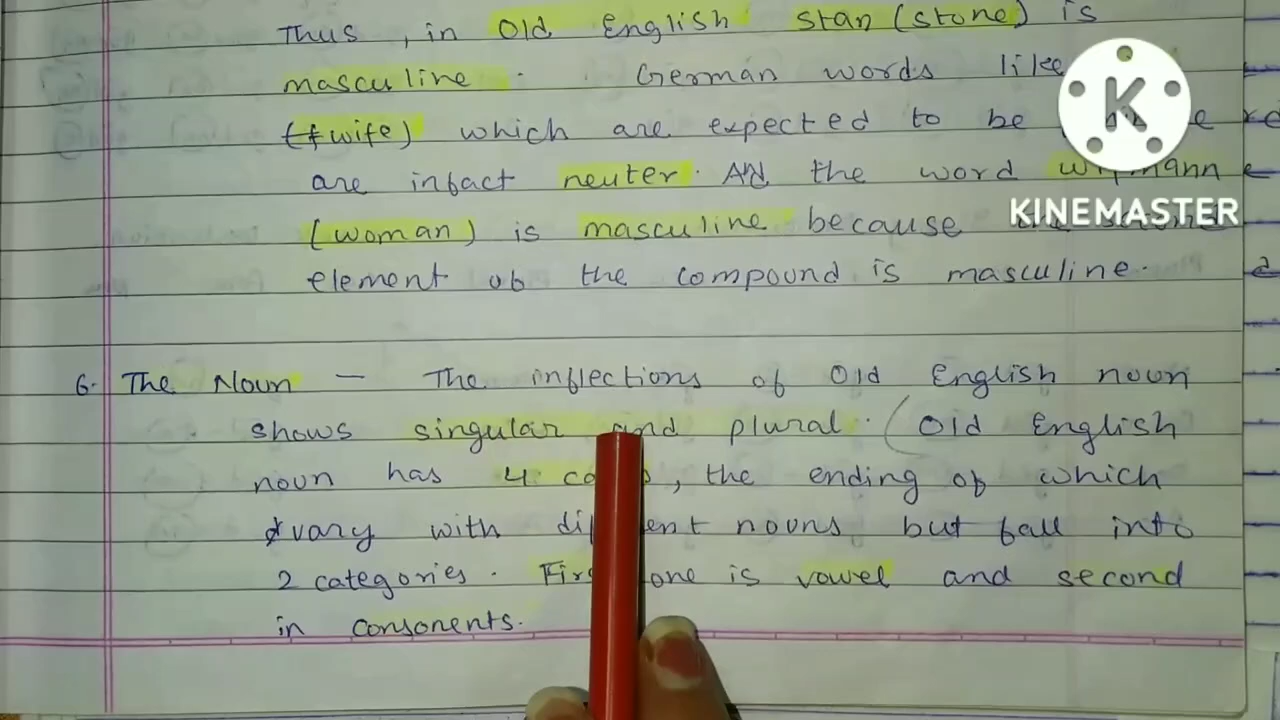 Thus , in Old English stan (stone) is
masculine . German words like
(wife) which are expected to be
are infact neuter . And the word
(woman) is masculine because
element of the compound is masculine.
6. The Noun — The inflections of Old English noun
shows singular and plural . ( Old English
noun has 4 , the ending of which
vary with nouns but fall into
2 categories . one is vowel and second
in consonents.
K
KINEMASTER